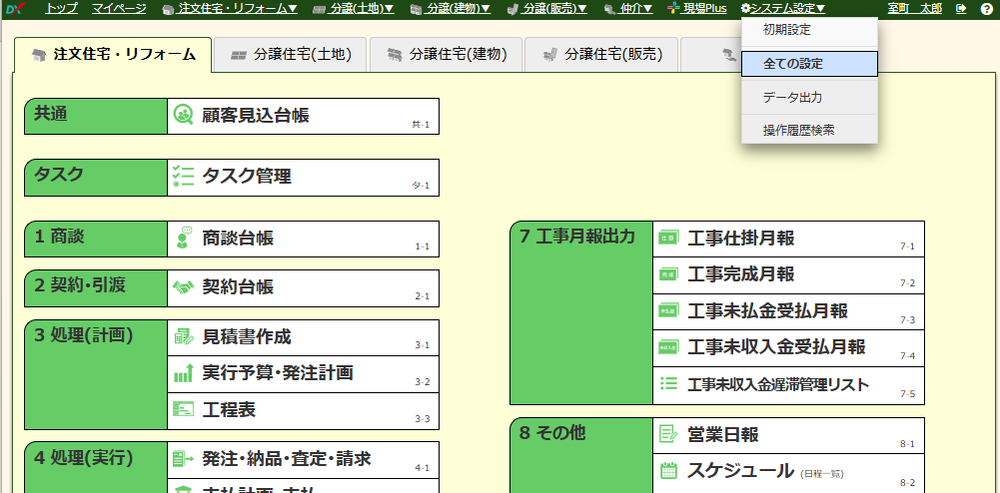 DX トップ マイページ 注文住宅・リフォーム▼ 分譲(土地)▼ 分譲(建物)▼ 分譲(販売)▼ 仲介▼ 現場Plus システム設定▼ 室町 太郎 ?
初期設定
全ての設定
データ出力
操作履歴検索
注文住宅・リフォーム 分譲住宅(土地) 分譲住宅(建物) 分譲住宅(販売)
共通 顧客見込台帳 共-1
タスク タスク管理 タ-1
1 商談 商談台帳 1-1
2 契約・引渡 契約台帳 2-1
3 処理(計画) 見積書作成 3-1
実行予算・発注計画 3-2
工程表 3-3
4 処理(実行) 発注・納品・査定・請求 4-1
7 工事月報出力 仕掛 工事仕掛月報 7-1
完成 工事完成月報 7-2
未払金 工事未払金受払月報 7-3
未収入金 工事未収入金受払月報 7-4
工事未収入金遅滞管理リスト 7-5
8 その他 営業日報 8-1
スケジュール (日程一覧) 8-2